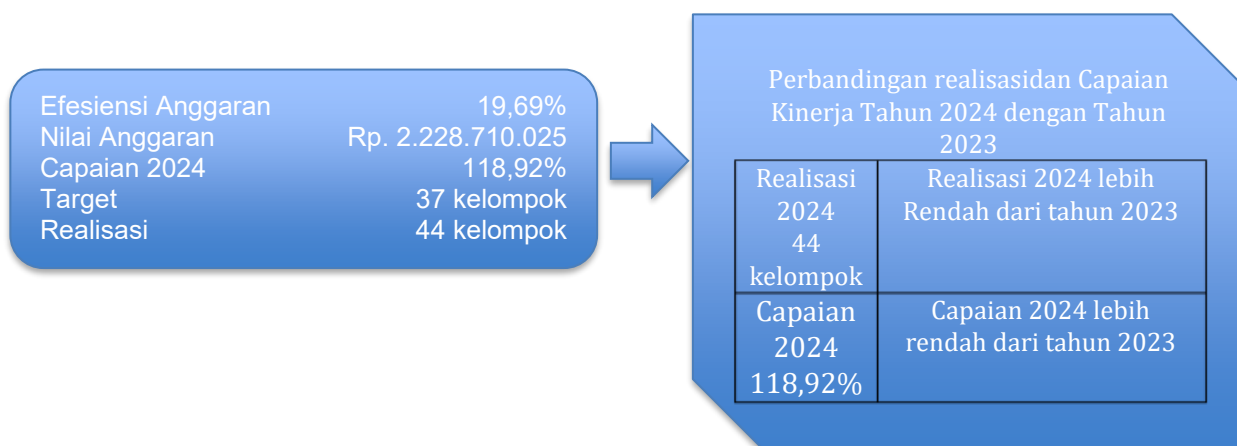 Efesiensi Anggaran 19,69%
Nilai Anggaran Rp. 2.228.710.025
Capaian 2024 118,92%
Target 37 kelompok
Realisasi 44 kelompok
Perbandingan realisasidan Capaian
Kinerja Tahun 2024 dengan Tahun
2023
Realisasi
2024
44
kelompok
Realisasi 2024 lebih
Rendah dari tahun 2023
Capaian
2024
118,92%
Capaian 2024 lebih
rendah dari tahun 2023